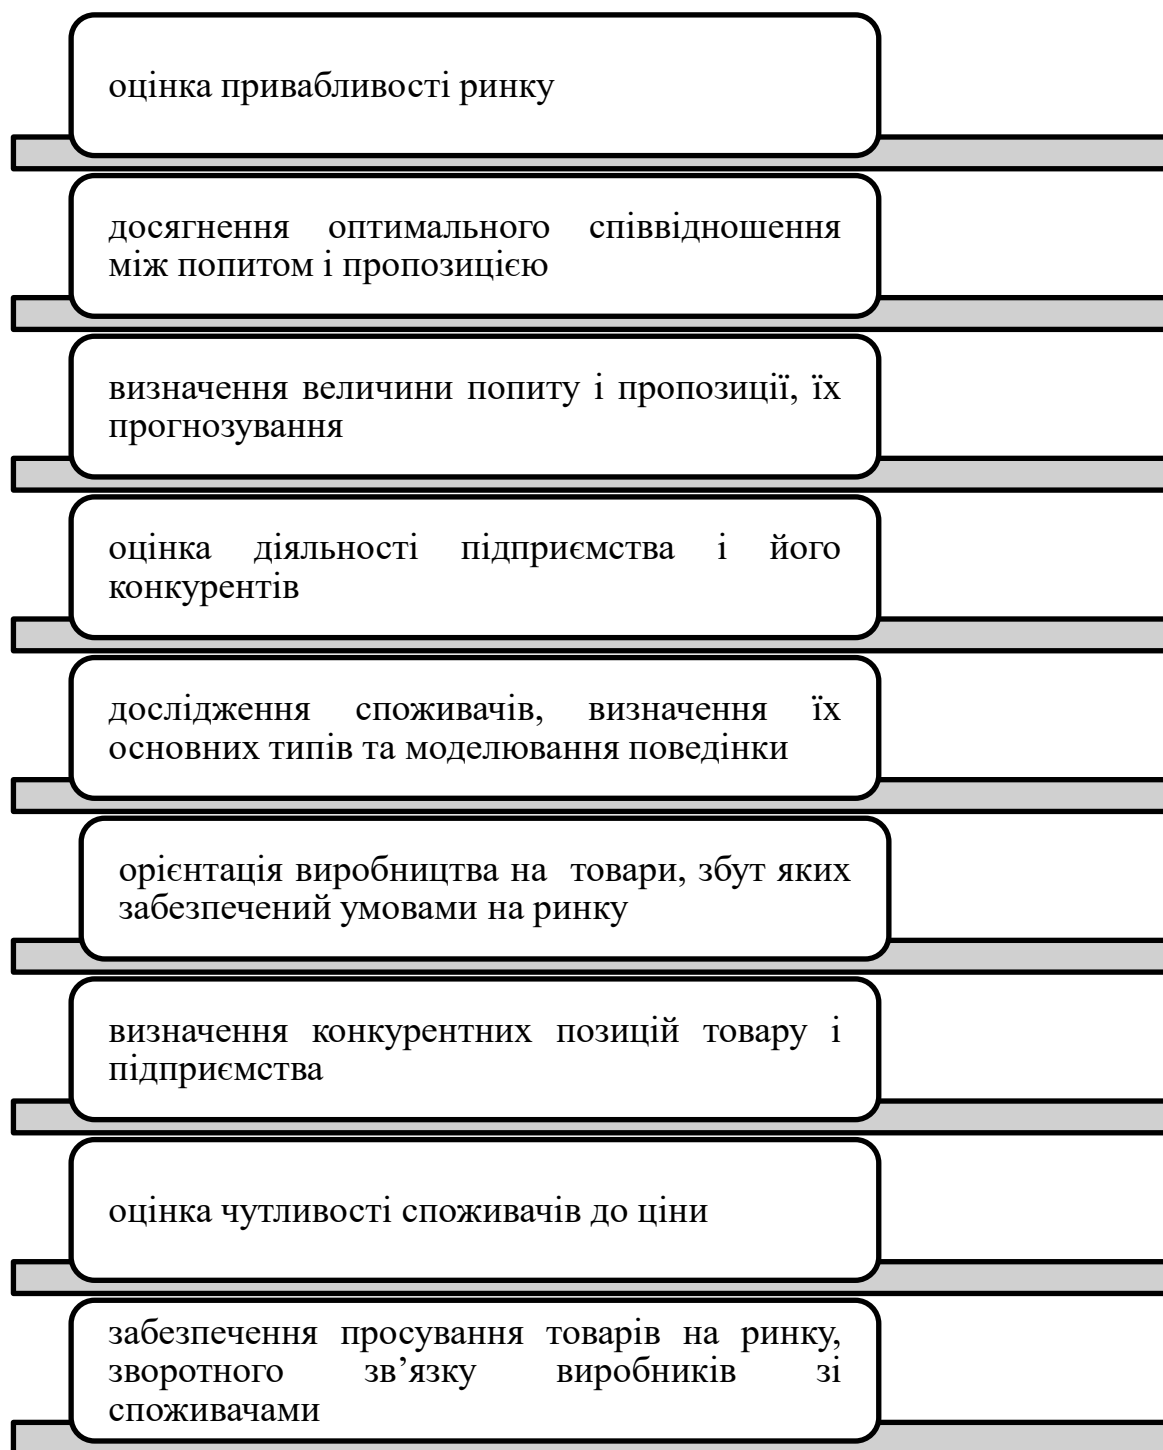 оцінка привабливості ринку
досягнення оптимального співвідношення
між попитом і пропозицією
визначення величини попиту і пропозиції, їх
прогнозування
оцінка діяльності підприємства і його
конкурентів
дослідження споживачів, визначення їх
основних типів та моделювання поведінки
орієнтація виробництва на товари, збут яких
забезпечений умовами на ринку
визначення конкурентних позицій товару і
підприємства
оцінка чутливості споживачів до ціни
забезпечення просування товарів на ринку,
зворотного зв’язку виробників зі
споживачами